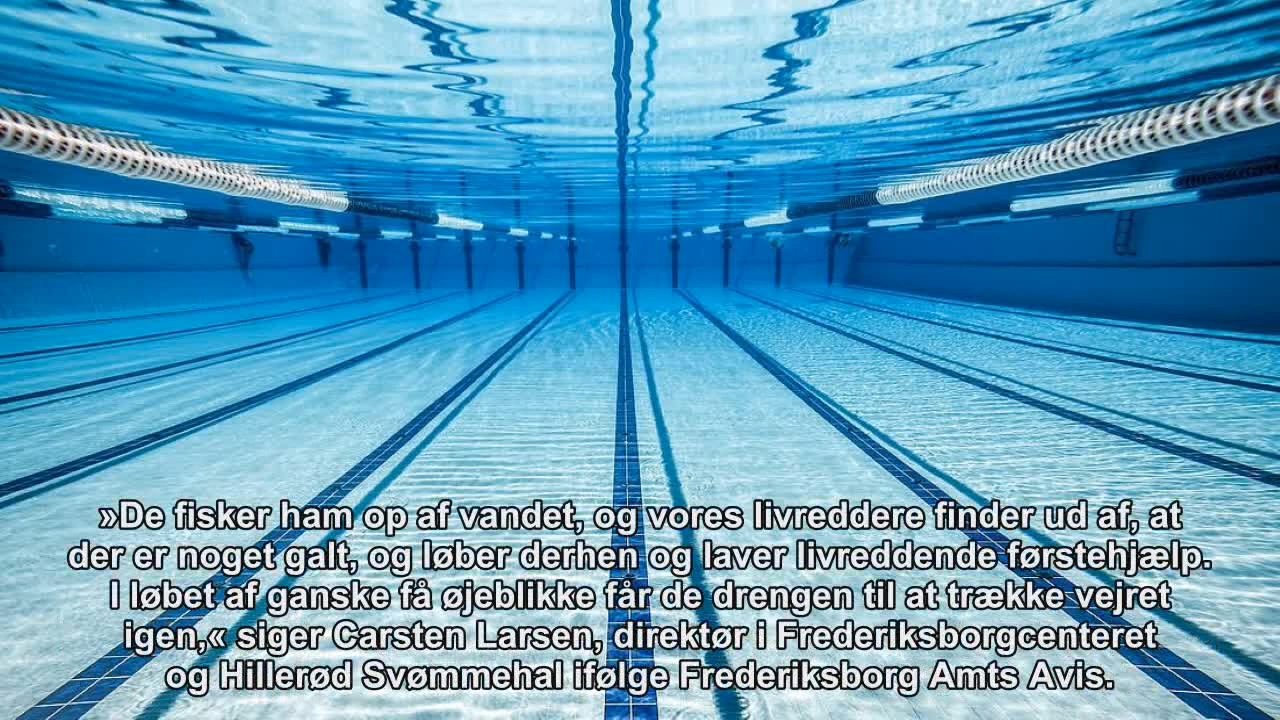 »De fisker ham op af vandet, og vores livreddere finder ud af, at
der er noget galt, og løber derhen og laver livreddende førstehjælp.
I løbet af ganske få øjeblikke får de drengen til at trække vejret
igen,« siger Carsten Larsen, direktør i Frederiksborgcenteret
og Hillerød Svømmehal ifølge Frederiksborg Amts Avis.